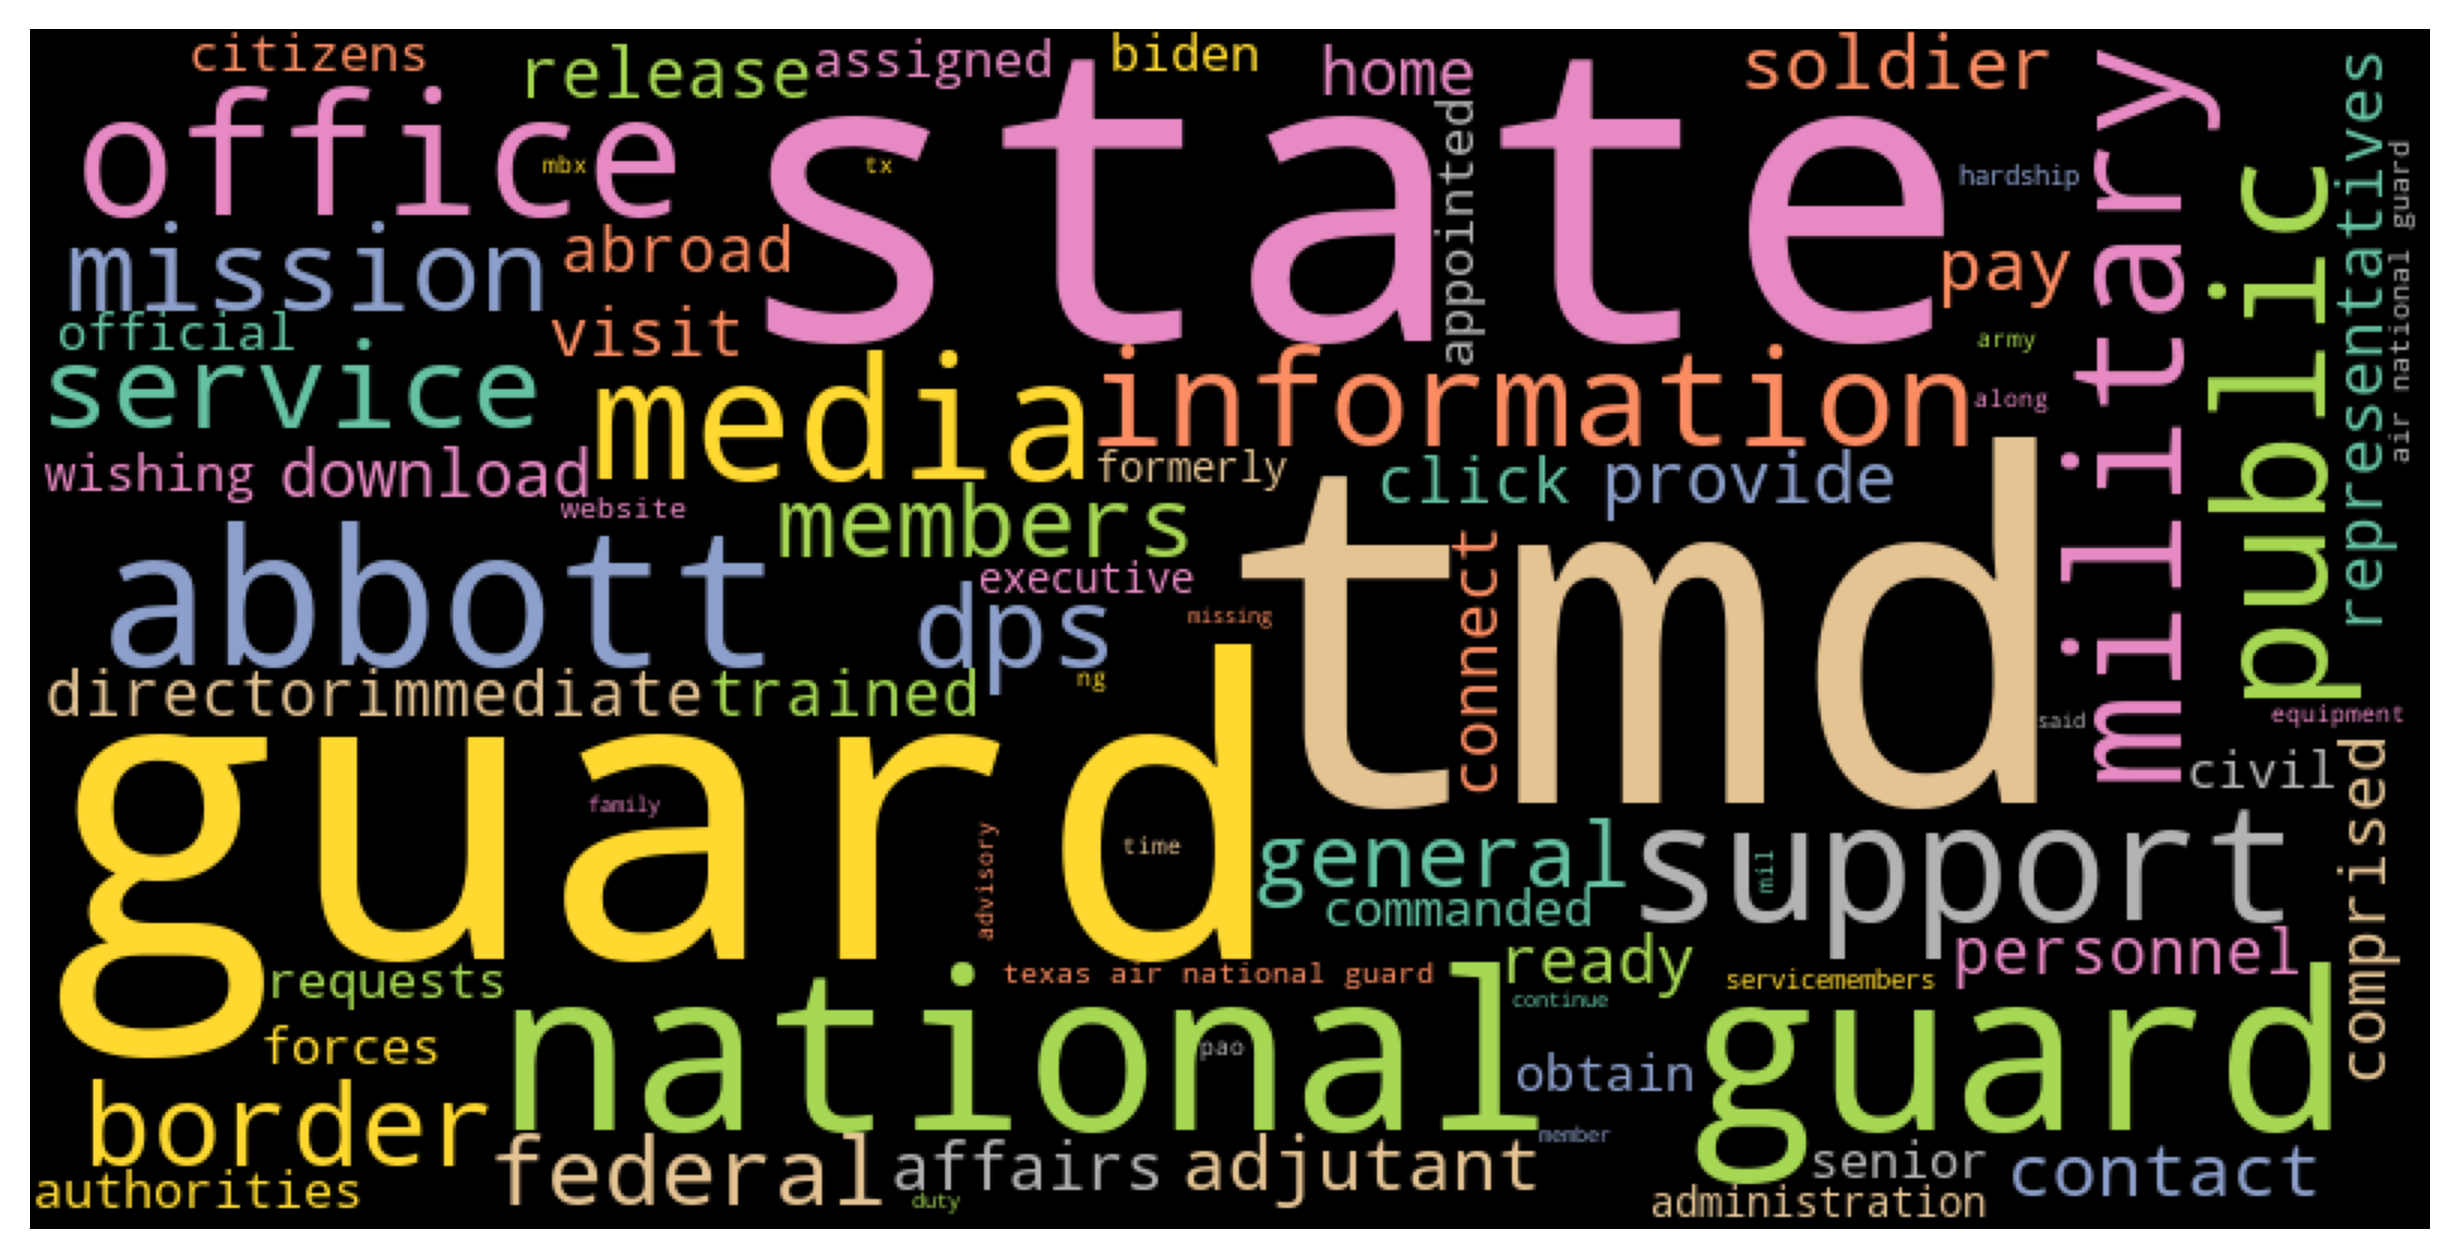 citizens
release
assigned
biden
home
soldier
office
state
military
public
representatives
air national guard
mbx
tx
appointed
hardship
mission
abroad
pay
official
visit
army
service
media
information
along
wishing
download
formerly
click
provide
website
members
abbott
tmd
executive
dps
connect
missing
ng
director
immediate
trained
said
equipment
guard
family
time
advisory
civil
comprised
general
support
mil
commanded
requests
texas air national guard
ready
personnel
servicemembers
forces
national
continue
guard
pao
obtain
border
member
federal
affairs
adjutant
senior
contact
authorities
duty
administration